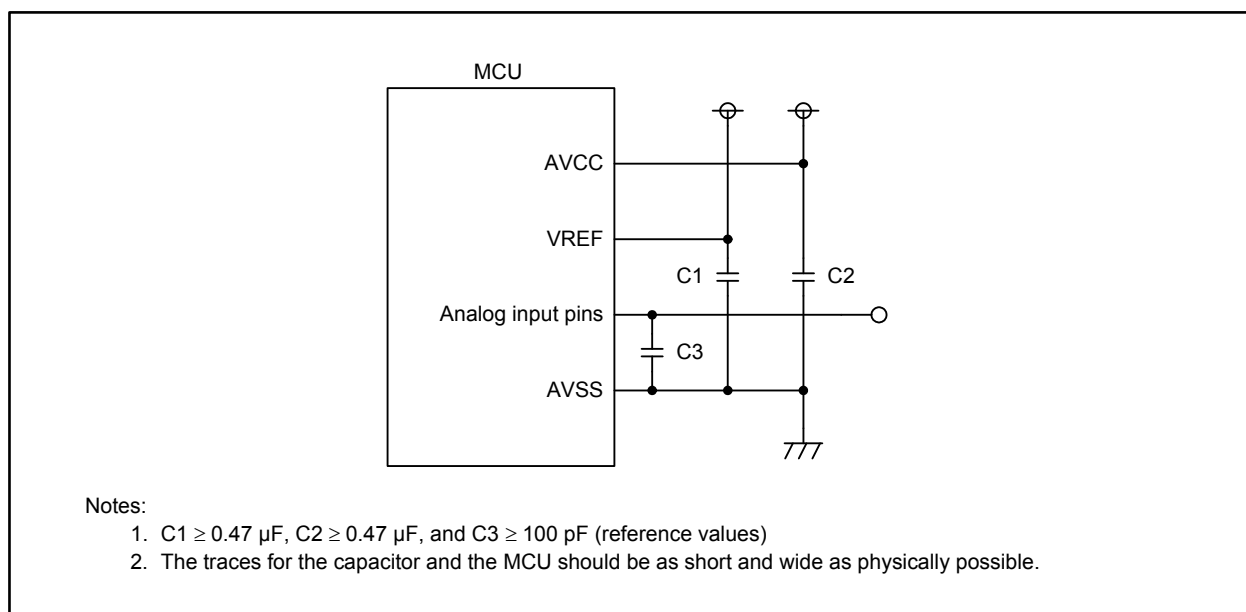 MCU
AVCC
VREF
C1
C2
Analog input pins
C3
AVSS
Notes:
1. C1 ≥ 0.47 µF, C2 ≥ 0.47 µF, and C3 ≥ 100 pF (reference values)
2. The traces for the capacitor and the MCU should be as short and wide as physically possible.